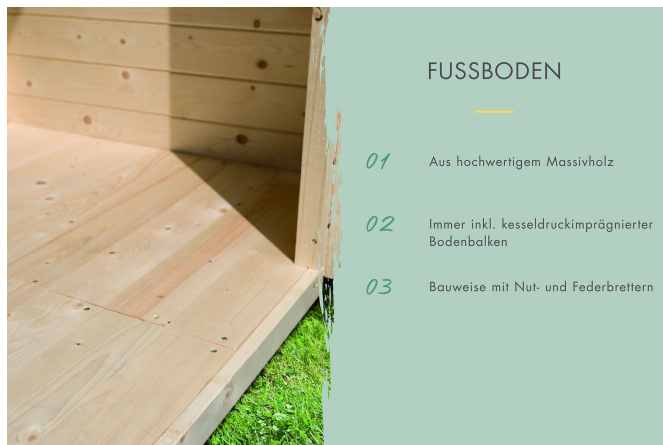 FUSSBODEN
01 Aus hochwertigem Massivholz
02 Immer inkl. kesseldruckimprägnierter
Bodenbalken
03 Bauweise mit Nut- und Federbrettern